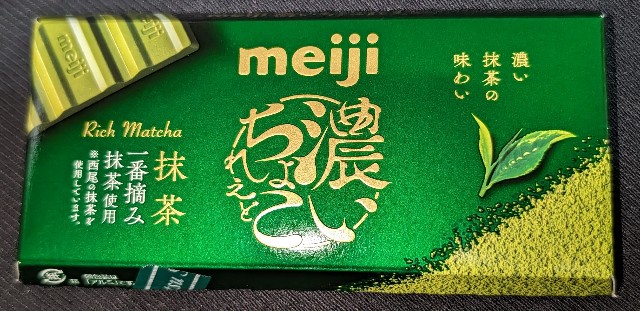 meiji
meiji
濃い
抹茶の
味わい
濃い
ちょこ
れえと
Rich Matcha
抹茶
一番摘み
抹茶使用
※西尾の抹茶を
使用しています。